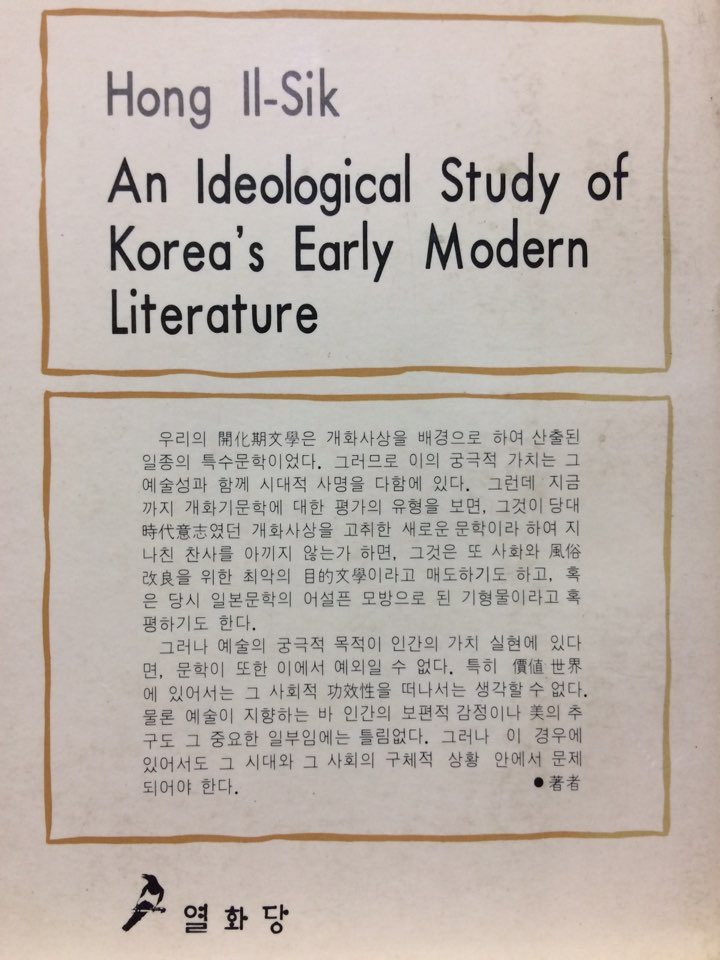 Hong Il-Sik
An Ideological Study of
Korea's Early Modern
Literature
우리의 開化期文學은 개화사상을 배경으로 하여 산출된
일종의 특수문학이었다. 그러므로 이의 궁극적 가치는 그
예술성과 함께 시대적 사명을 다함에 있다. 그런데 지금
까지 개화기문학에 대한 평가의 유형을 보면, 그것이 당대
時代意志였던 개화사상을 고취한 새로운 문학이라 하여 지
나친 찬사를 아끼지 않는가 하면, 그것은 또 사화와 風俗
改良을 위한 최악의 目的文學이라고 매도하기도 하고, 혹
은 당시 일본문학의 어설픈 모방으로 된 기형물이라고 혹
평하기도 한다.
그러나 예술의 궁극적 목적이 인간의 가치 실현에 있다
면, 문학이 또한 이에서 예외일 수 없다. 특히 價値世界
에 있어서는 그 사회적 功效性을 떠나서는 생각할 수 없다.
물론 예술이 지향하는 바 인간의 보편적 감정이나 美의 추
구도 그 중요한 일부임에는 틀림없다. 그러나 이 경우에
있어서도 그 시대와 그 사회의 구체적 상황 안에서 문제
되어야 한다. ●著者
열화당